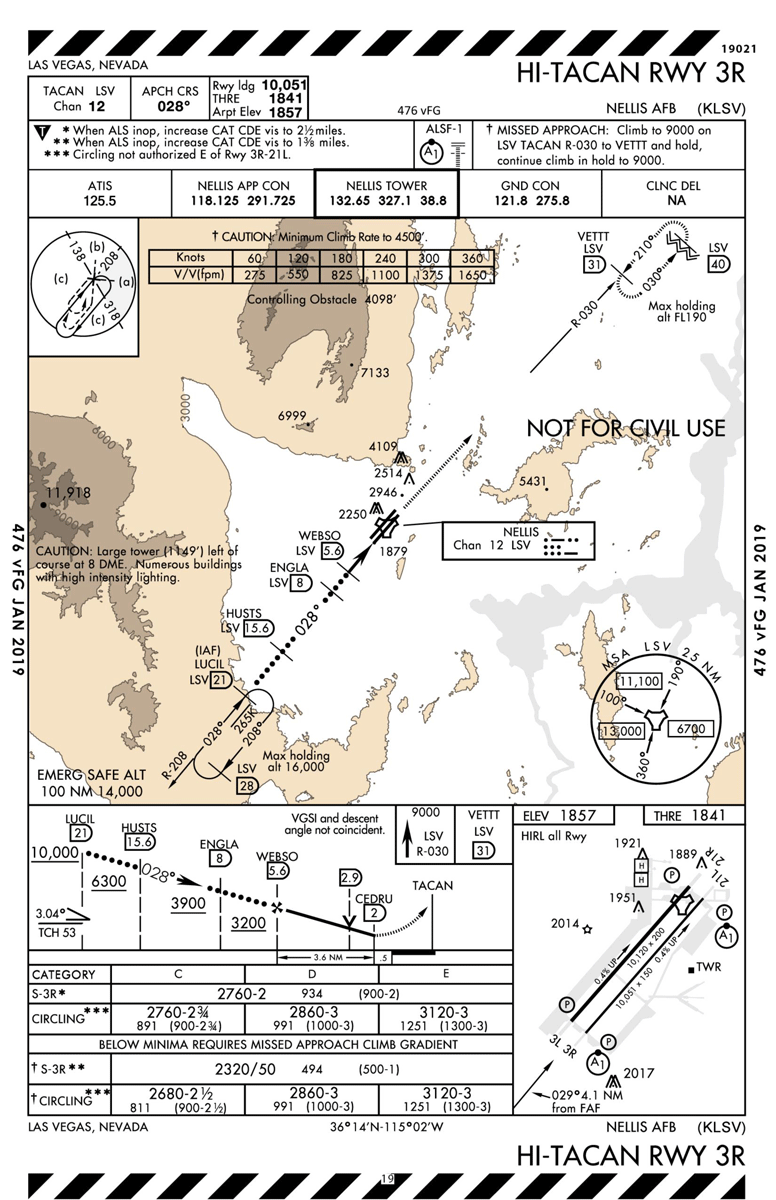 19021
LAS VEGAS, NEVADA
HI-TACAN RWY 3R
TACAN LSV
Chan 12
APCH CRS
028°
Rwy ldg 10,051
THRE 1841
Arpt Elev 1857
476 vFG
NELLIS AFB (KLSV)
T * When ALS inop, increase CAT CDE vis to 2½ miles.
** When ALS inop, increase CAT CDE vis to 1⅜ miles.
*** Circling not authorized E of Rwy 3R-21L.
ALSF-1
A1
† MISSED APPROACH: Climb to 9000 on
LSV TACAN R-030 to VETTT and hold,
continue climb in hold to 9000.
ATIS
125.5
NELLIS APP CON
118.125 291.725
NELLIS TOWER
132.65 327.1 38.8
GND CON
121.8 275.8
CLNC DEL
NA
138
(b)
208
(c)
(a)
(c)
318
† CAUTION: Minimum Climb Rate to 4500'.
Knots 60 120 180 240 300 360
V/V(fpm) 275 550 825 1100 1375 1650
Controlling Obstacle 4098'
VETTT
LSV
31
210°
030°
LSV
40
R-030
Max holding
alt FL190
7133
3000
6999
6000
NOT FOR CIVIL USE
4109
2514
2946
2250
5431
11,918
NELLIS
Chan 12 LSV
1879
WEBSO
LSV 5.6
ENGLA
LSV 8
CAUTION: Large tower (1149') left of
course at 8 DME. Numerous buildings
with high intensity lighting.
476 vFG JAN 2019
476 vFG JAN 2019
HUSTS
LSV 15.6
028°
(IAF)
LUCIL
LSV 21
028°
265K
208°
R-208
Max holding
alt 16,000
LSV
28
MSA LSV 25 NM
11,100
190°
100°
13,000
6700
360°
EMERG SAFE ALT
100 NM 14,000
LUCIL
21
HUSTS
15.6
ENGLA
8
WEBSO
5.6
VGSI and descent
angle not coincident.
9000
LSV
R-030
VETTT
LSV
31
10,000
028°
6300
3900
3200
2.9
CEDRU
2
TACAN
3.04°
TCH 53
3.6 NM
.5
ELEV 1857
THRE 1841
HIRL all Rwy
1921
H
H
1889
21R
21L
P
1951
P
A1
2014
TWR
0.4% UP
10,120 x 200
0.4% UP
10,051 x 150
P
3L 3R
P
A1
2017
029° 4.1 NM
from FAF
CATEGORY C D E
S-3R* 2760-2 934 (900-2)
CIRCLING*** 2760-2¾ 2860-3 3120-3
891 (900-2¾) 991 (1000-3) 1251 (1300-3)
BELOW MINIMA REQUIRES MISSED APPROACH CLIMB GRADIENT
† S-3R** 2320/50 494 (500-1)
† CIRCLING*** 2680-2½ 2860-3 3120-3
811 (900-2½) 991 (1000-3) 1251 (1300-3)
LAS VEGAS, NEVADA
36°14'N-115°02'W
NELLIS AFB (KLSV)
HI-TACAN RWY 3R
19